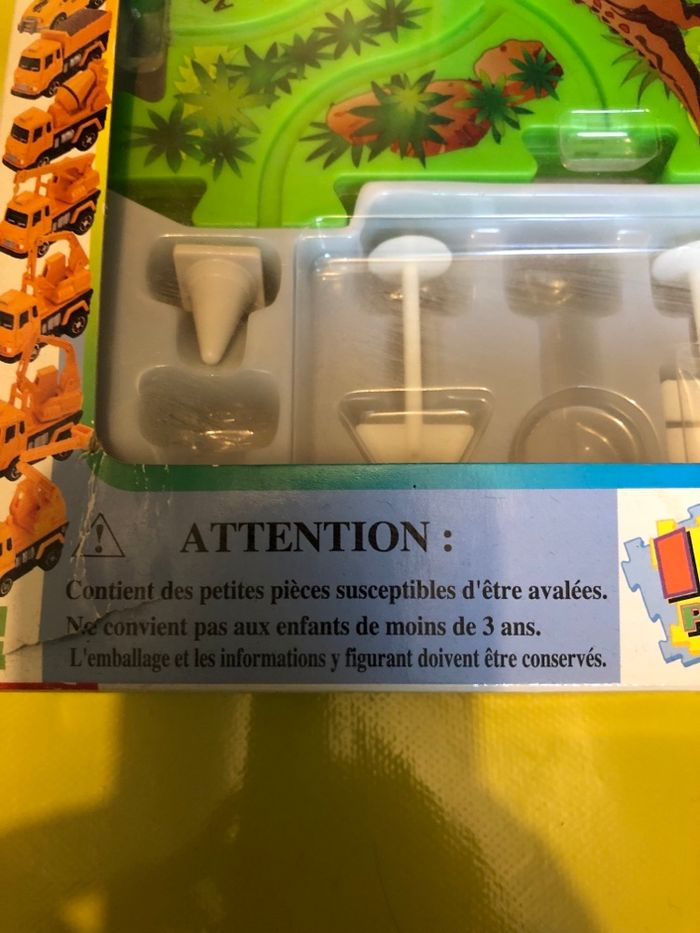 ATTENTION :
Contient des petites pièces susceptibles d'être avalées.
Ne convient pas aux enfants de moins de 3 ans.
L'emballage et les informations y figurant doivent être conservés.